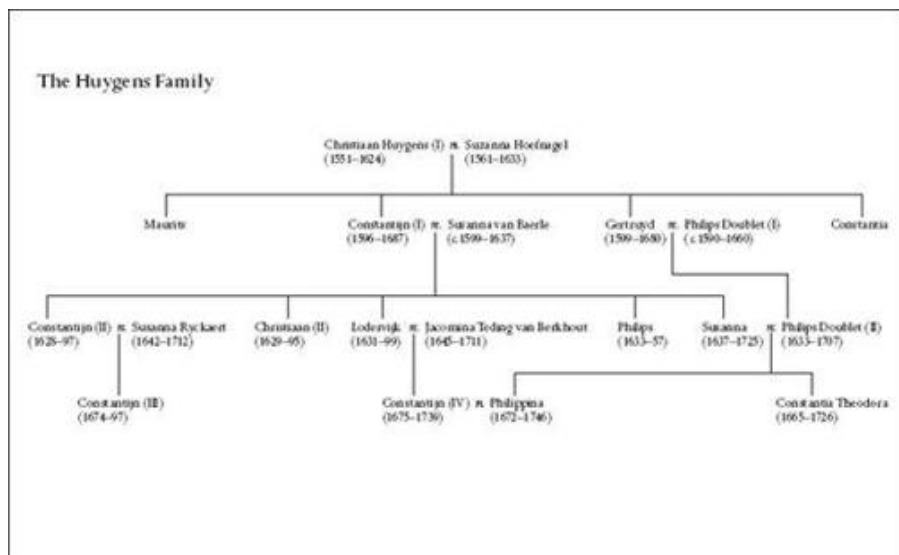 The Huygens Family
Christiaan Huygens (I) m. Suzanna Hoefnagel
(1551–1624) (1561–1633)
Maurits Constantijn (I) m. Susanna van Baerle Gertruyd m. Philips Doublet (I) Constantia
(1596–1687) (c.1599–1637) (1599–1680) (c.1590–1660)
Constantijn (II) m. Susanna Ryckaert Christiaan (II) Lodewijk m. Jacomina Teding van Berkhout Philips Susanna m. Philips Doublet (II)
(1628–97) (1642–1712) (1629–95) (1631–99) (1645–1711) (1633–57) (1637–1725) (1633–1707)
Constantijn (III) Constantijn (IV) m. Philippina Constantia Theodora
(1674–97) (1675–1739) (1672–1746) (1665–1726)